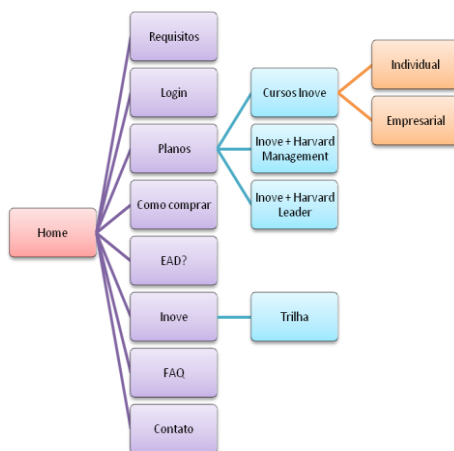 Requisitos
Individual
Login
Cursos Inove
Empresarial
Planos
Inove + Harvard
Management
Como comprar
Inove + Harvard
Leader
Home
EAD?
Inove
Trilha
FAQ
Contato